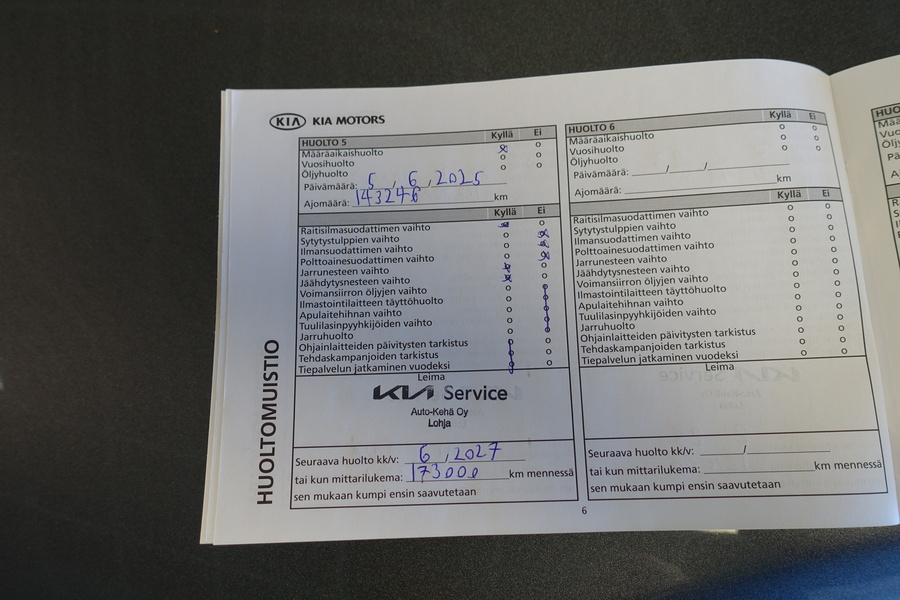 KIA KIA MOTORS
HUOLTOMUISTIO
HUOLTO 5 Kyllä Ei
Määräaikaishuolto
Vuosihuolto
Öljyhuolto
Päivämäärä: 5, 6, 2025
Ajomäärä: 143246 km
Kyllä Ei
Raitisilmasuodattimen vaihto
Sytytystulppien vaihto
Ilmansuodattimen vaihto
Polttoainesuodattimen vaihto
Jarrunesteen vaihto
Jäähdytysnesteen vaihto
Voimansiirron öljyjen vaihto
Ilmastointilaitteen täyttöhuolto
Apulaitehihnan vaihto
Tuulilasinpyyhkijöiden vaihto
Jarruhuolto
Ohjainlaitteiden päivitysten tarkistus
Tehdaskampanjoiden tarkistus
Tiepalvelun jatkaminen vuodeksi
Leima
KIA Service
Auto-Kehä Oy
Lohja
Seuraava huolto kk/v: 6, 2027
tai kun mittarilukema: 173000 km mennessä
sen mukaan kumpi ensin saavutetaan
HUOLTO 6 Kyllä Ei
Määräaikaishuolto
Vuosihuolto
Öljyhuolto
Päivämäärä: / /
Ajomäärä: km
Kyllä Ei
Raitisilmasuodattimen vaihto
Sytytystulppien vaihto
Ilmansuodattimen vaihto
Polttoainesuodattimen vaihto
Jarrunesteen vaihto
Jäähdytysnesteen vaihto
Voimansiirron öljyjen vaihto
Ilmastointilaitteen täyttöhuolto
Apulaitehihnan vaihto
Tuulilasinpyyhkijöiden vaihto
Jarruhuolto
Ohjainlaitteiden päivitysten tarkistus
Tehdaskampanjoiden tarkistus
Tiepalvelun jatkaminen vuodeksi
Leima
Seuraava huolto kk/v: /
tai kun mittarilukema: km mennessä
sen mukaan kumpi ensin saavutetaan
6